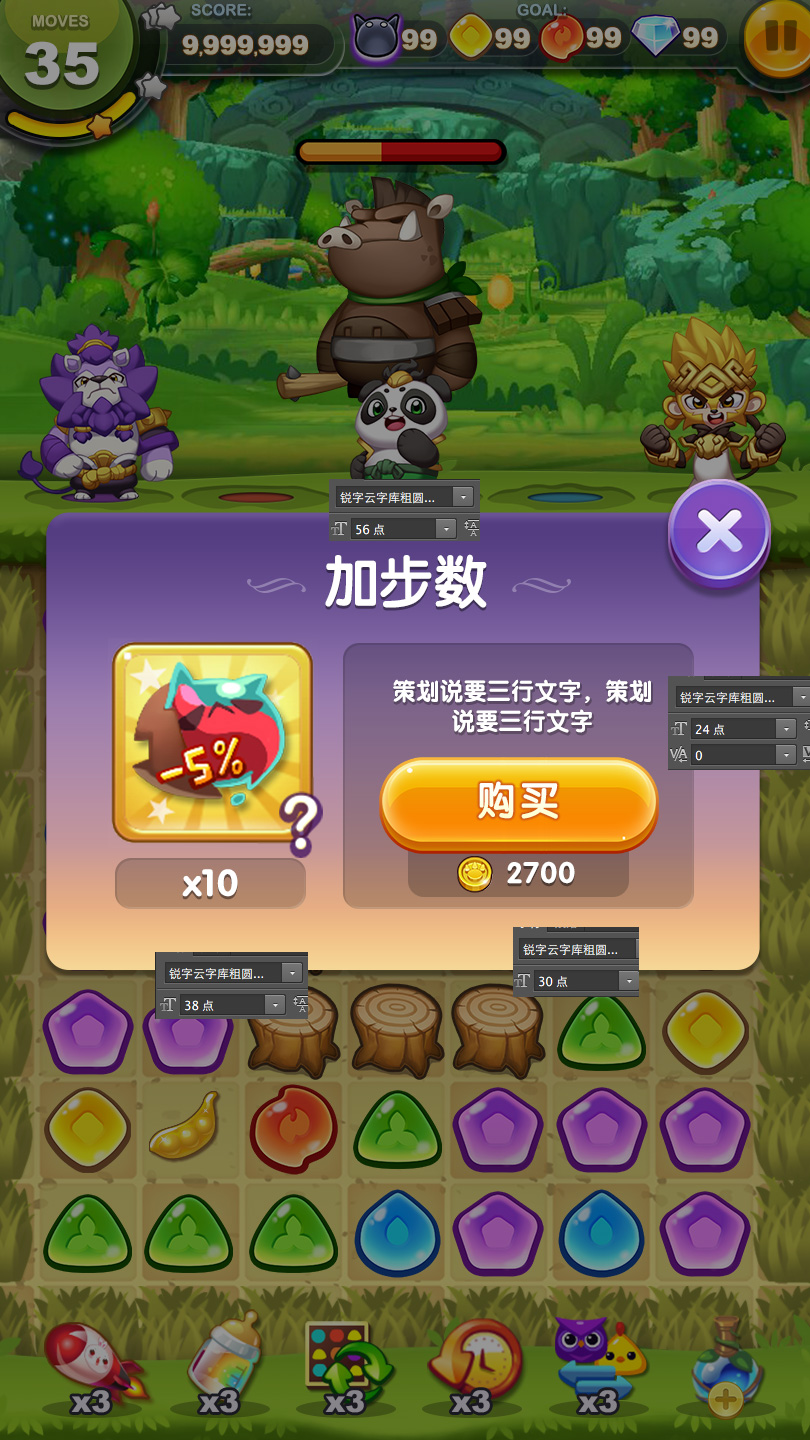 MOVES
35
SCORE:
9,999,999
GOAL:
99
99
99
99
锐字云字库粗圆...
56 点
加步数
策划说要三行文字，策划
说要三行文字
锐字云字库粗圆...
24 点
0
-5%
?
购买
x10
2700
锐字云字库粗圆...
38 点
锐字云字库粗圆...
30 点
x3
x3
x3
x3
x3